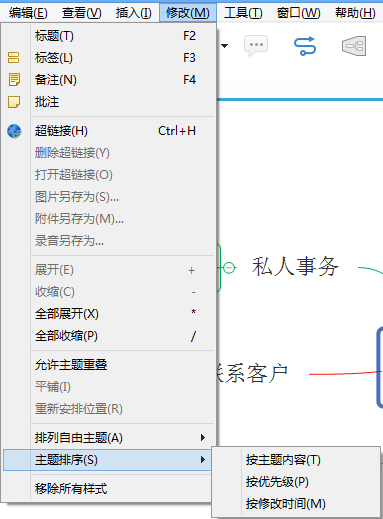 编辑(E) 查看(V) 插入(I) 修改(M) 工具(T) 窗口(W) 帮助(H)
标题(T) F2
标签(L) F3
备注(N) F4
批注
超链接(H) Ctrl+H
删除超链接(Y)
打开超链接(O)
图片另存为(S)...
附件另存为(M)...
录音另存为...
展开(E) +
收缩(C) -
全部展开(X) *
全部收缩(P) /
允许主题重叠
平铺(I)
重新安排位置(R)
排列自由主题(A)
主题排序(S)
移除所有样式
按主题内容(T)
按优先级(P)
按修改时间(M)
私人事务
联系客户